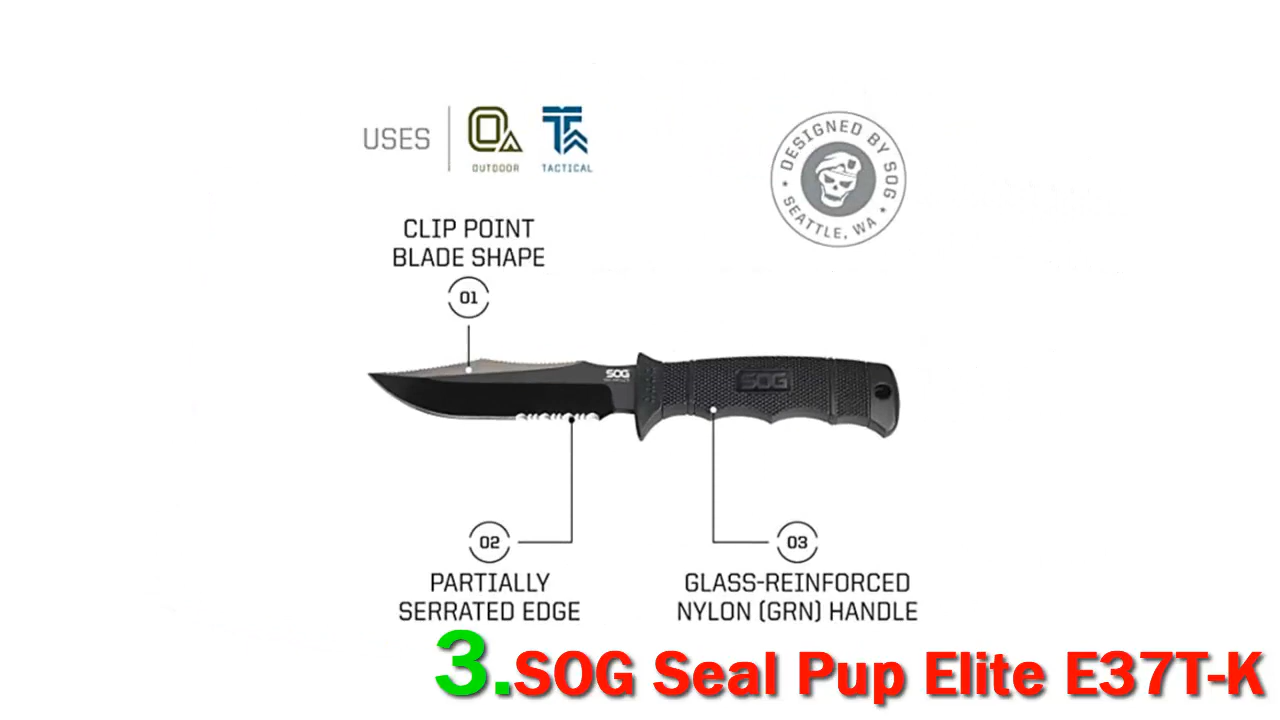 USES
OUTDOOR
TACTICAL
DESIGNED BY SOG
SEATTLE, WA
CLIP POINT
BLADE SHAPE
01
SOG
SOG
02
03
PARTIALLY
SERRATED EDGE
GLASS-REINFORCED
NYLON (GRN) HANDLE
3.SOG Seal Pup Elite E37T-K